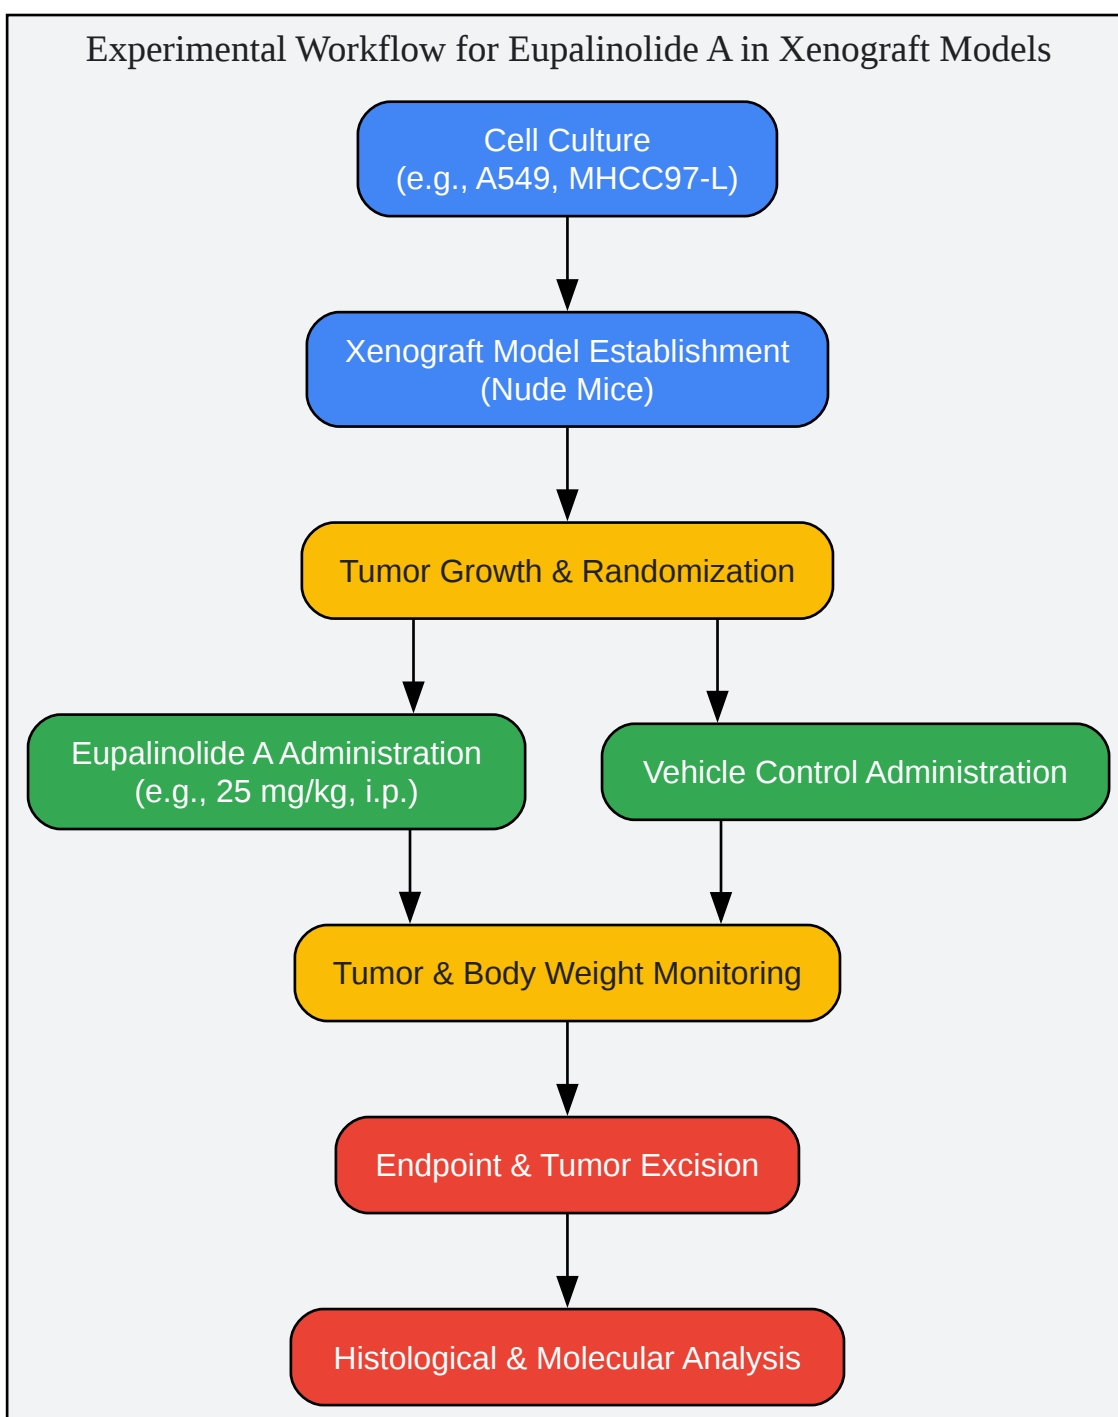 Experimental Workflow for Eupalinolide A in Xenograft Models
Cell Culture
(e.g., A549, MHCC97-L)
Xenograft Model Establishment
(Nude Mice)
Tumor Growth & Randomization
Eupalinolide A Administration
(e.g., 25 mg/kg, i.p.)
Vehicle Control Administration
Tumor & Body Weight Monitoring
Endpoint & Tumor Excision
Histological & Molecular Analysis